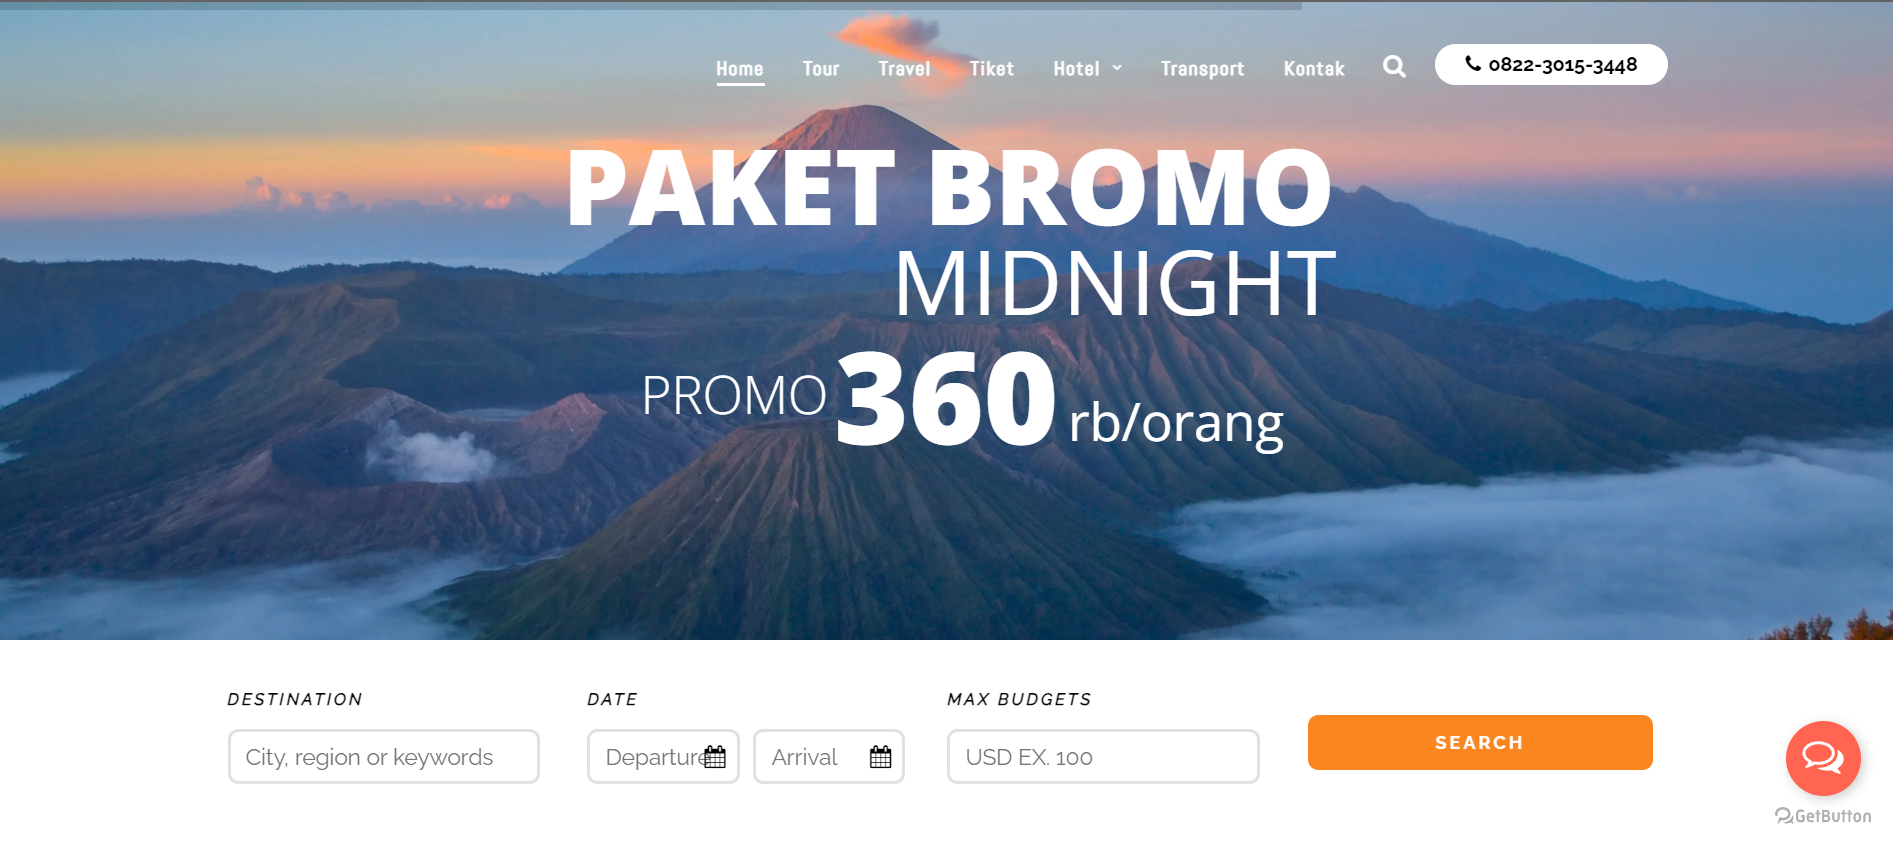 Home Tour Travel Tiket Hotel Transport Kontak 0822-3015-3448
PAKET BROMO
MIDNIGHT
PROMO 360 rb/orang
DESTINATION DATE MAX BUDGETS
City, region or keywords Departure Arrival USD EX. 100 SEARCH
GetButton